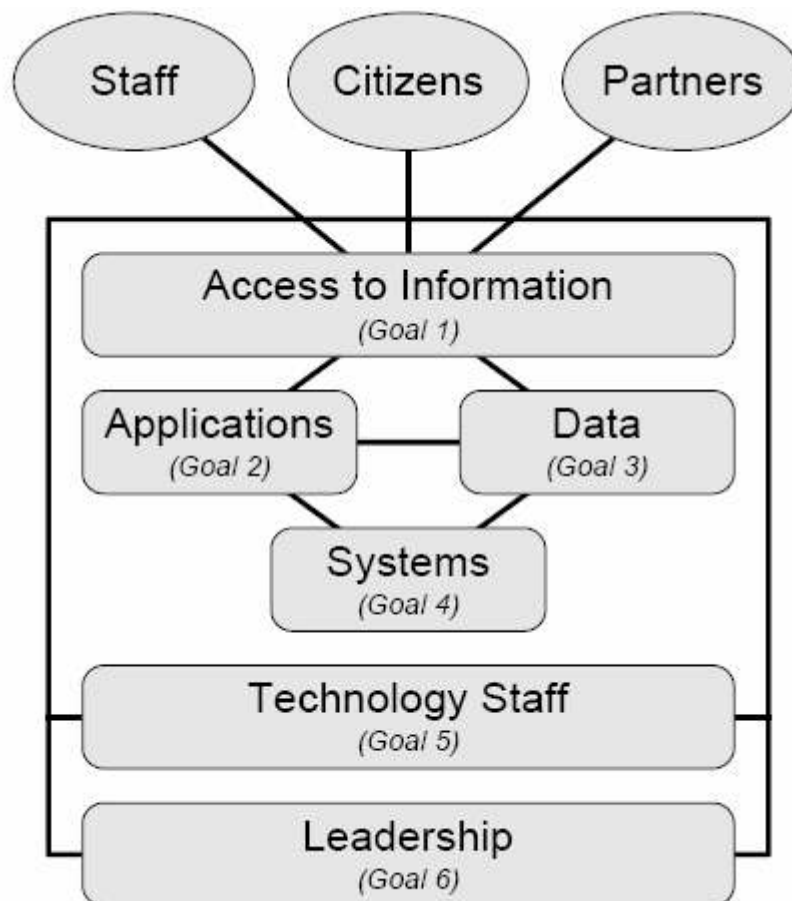 Staff
Citizens
Partners
Access to Information
(Goal 1)
Applications
(Goal 2)
Data
(Goal 3)
Systems
(Goal 4)
Technology Staff
(Goal 5)
Leadership
(Goal 6)